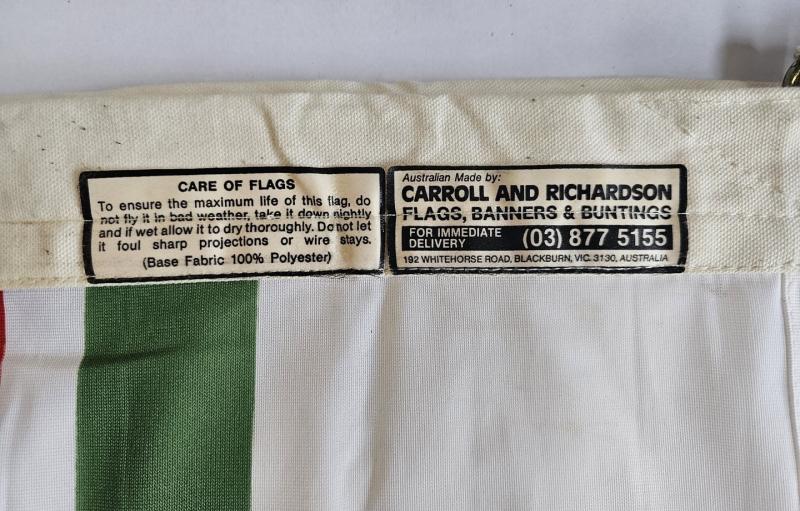 CARE OF FLAGS
To ensure the maximum life of this flag, do
not fly it in bad weather, take it down nightly
and if wet allow it to dry thoroughly. Do not let
it foul sharp projections or wire stays.
(Base Fabric 100% Polyester)
Australian Made by:
CARROLL AND RICHARDSON
FLAGS, BANNERS & BUNTINGS
FOR IMMEDIATE
DELIVERY
(03) 877 5155
192 WHITEHORSE ROAD, BLACKBURN, VIC. 3130, AUSTRALIA